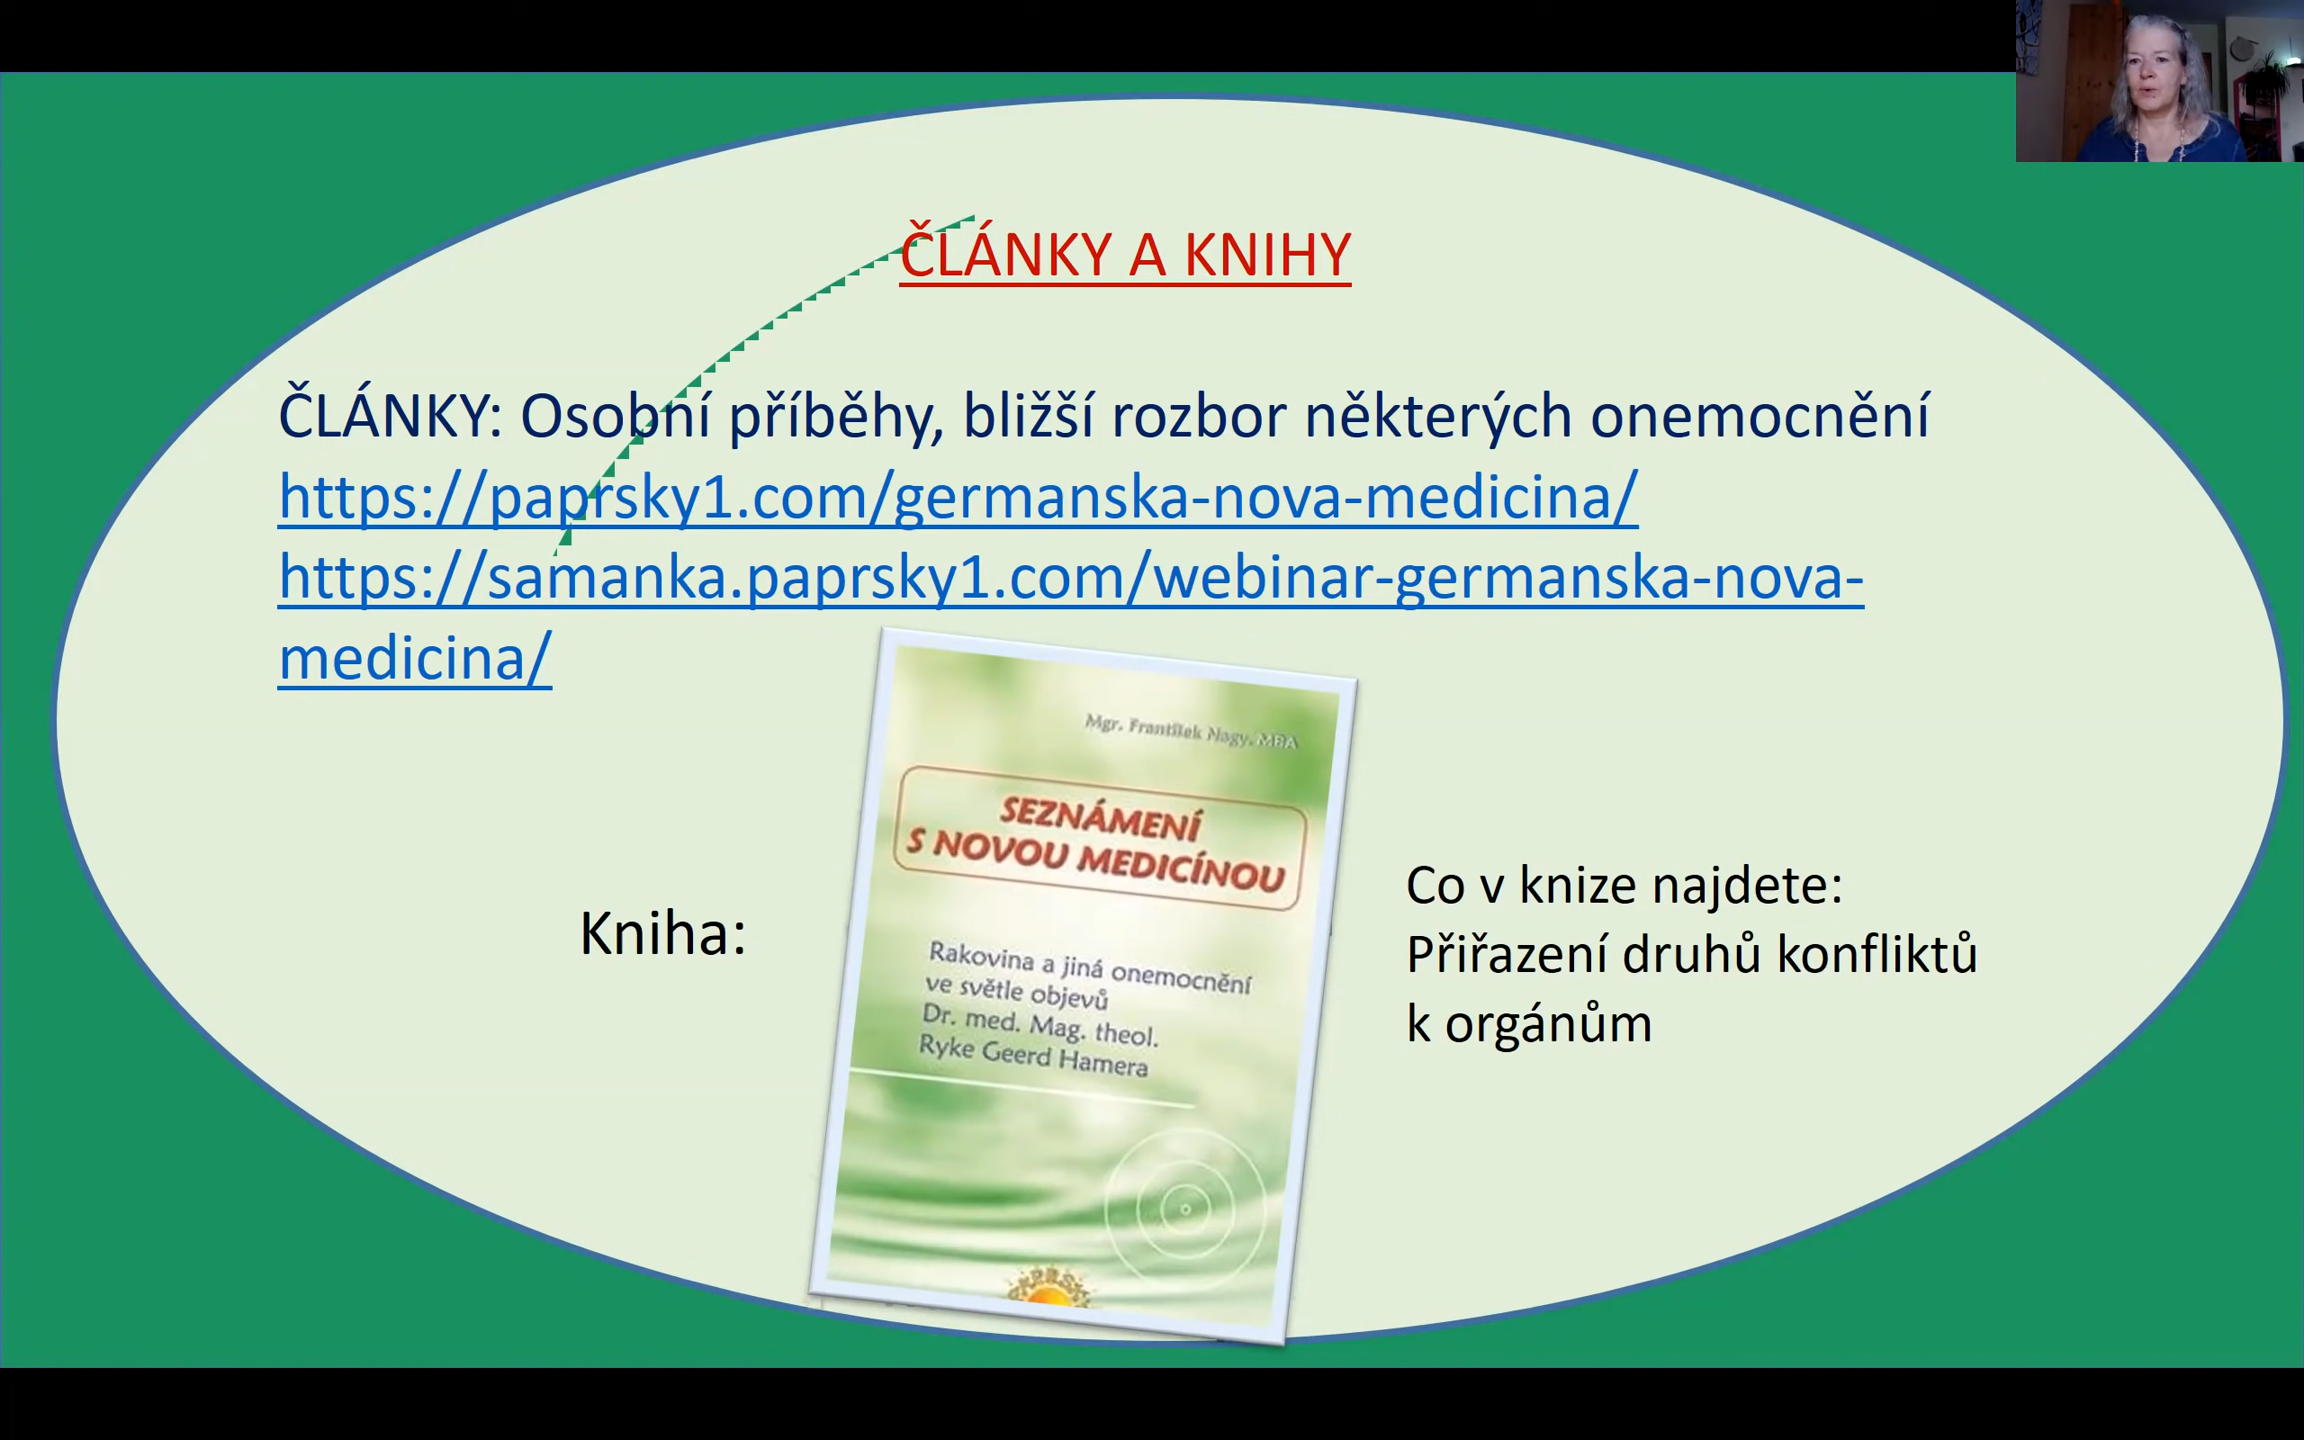 ČLÁNKY A KNIHY
ČLÁNKY: Osobní příběhy, bližší rozbor některých onemocnění
https://paprsky1.com/germanska-nova-medicina/
https://samanka.paprsky1.com/webinar-germanska-nova-
medicina/
Mgr. František Nagy, MBA
SEZNÁMENÍ
S NOVOU MEDICÍNOU
Rakovina a jiná onemocnění
ve světle objevů
Dr. med. Mag. theol.
Ryke Geerd Hamera
Kniha:
Co v knize najdete:
Přiřazení druhů konfliktů
k orgánům